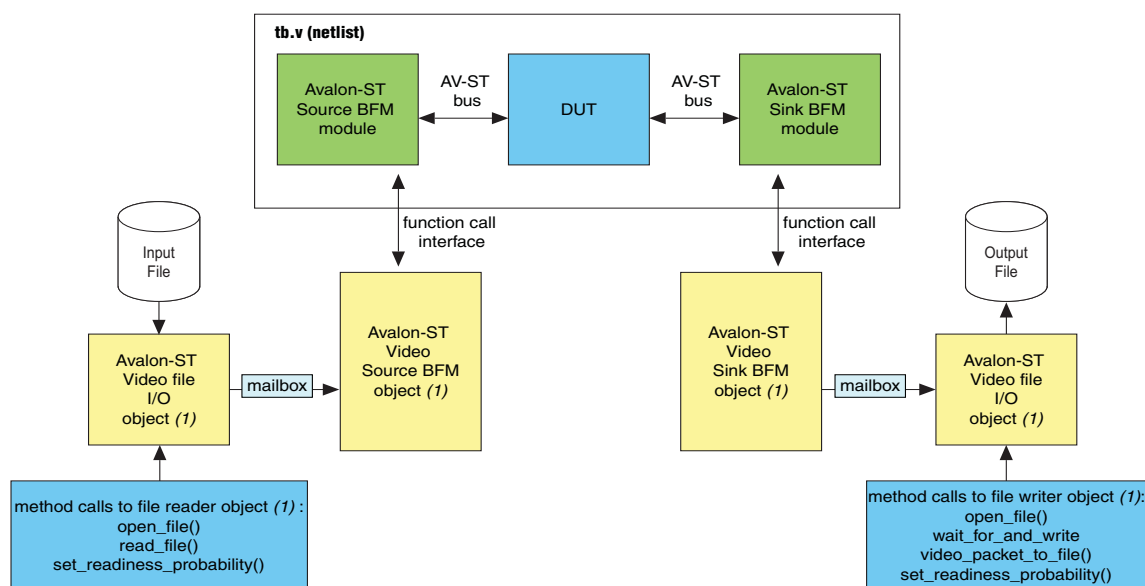 tb.v (netlist)
Avalon-ST
Source BFM
module
AV-ST
bus
DUT
AV-ST
bus
Avalon-ST
Sink BFM
module
function call
interface
function call
interface
Input
File
Output
File
Avalon-ST
Video file
I/O
object (1)
mailbox
Avalon-ST
Video
Source BFM
object (1)
Avalon-ST
Video
Sink BFM
object (1)
mailbox
Avalon-ST
Video file
I/O
object (1)
method calls to file reader object (1) :
open_file()
read_file()
set_readiness_probability()
method calls to file writer object (1):
open_file()
wait_for_and_write
video_packet_to_file()
set_readiness_probability()